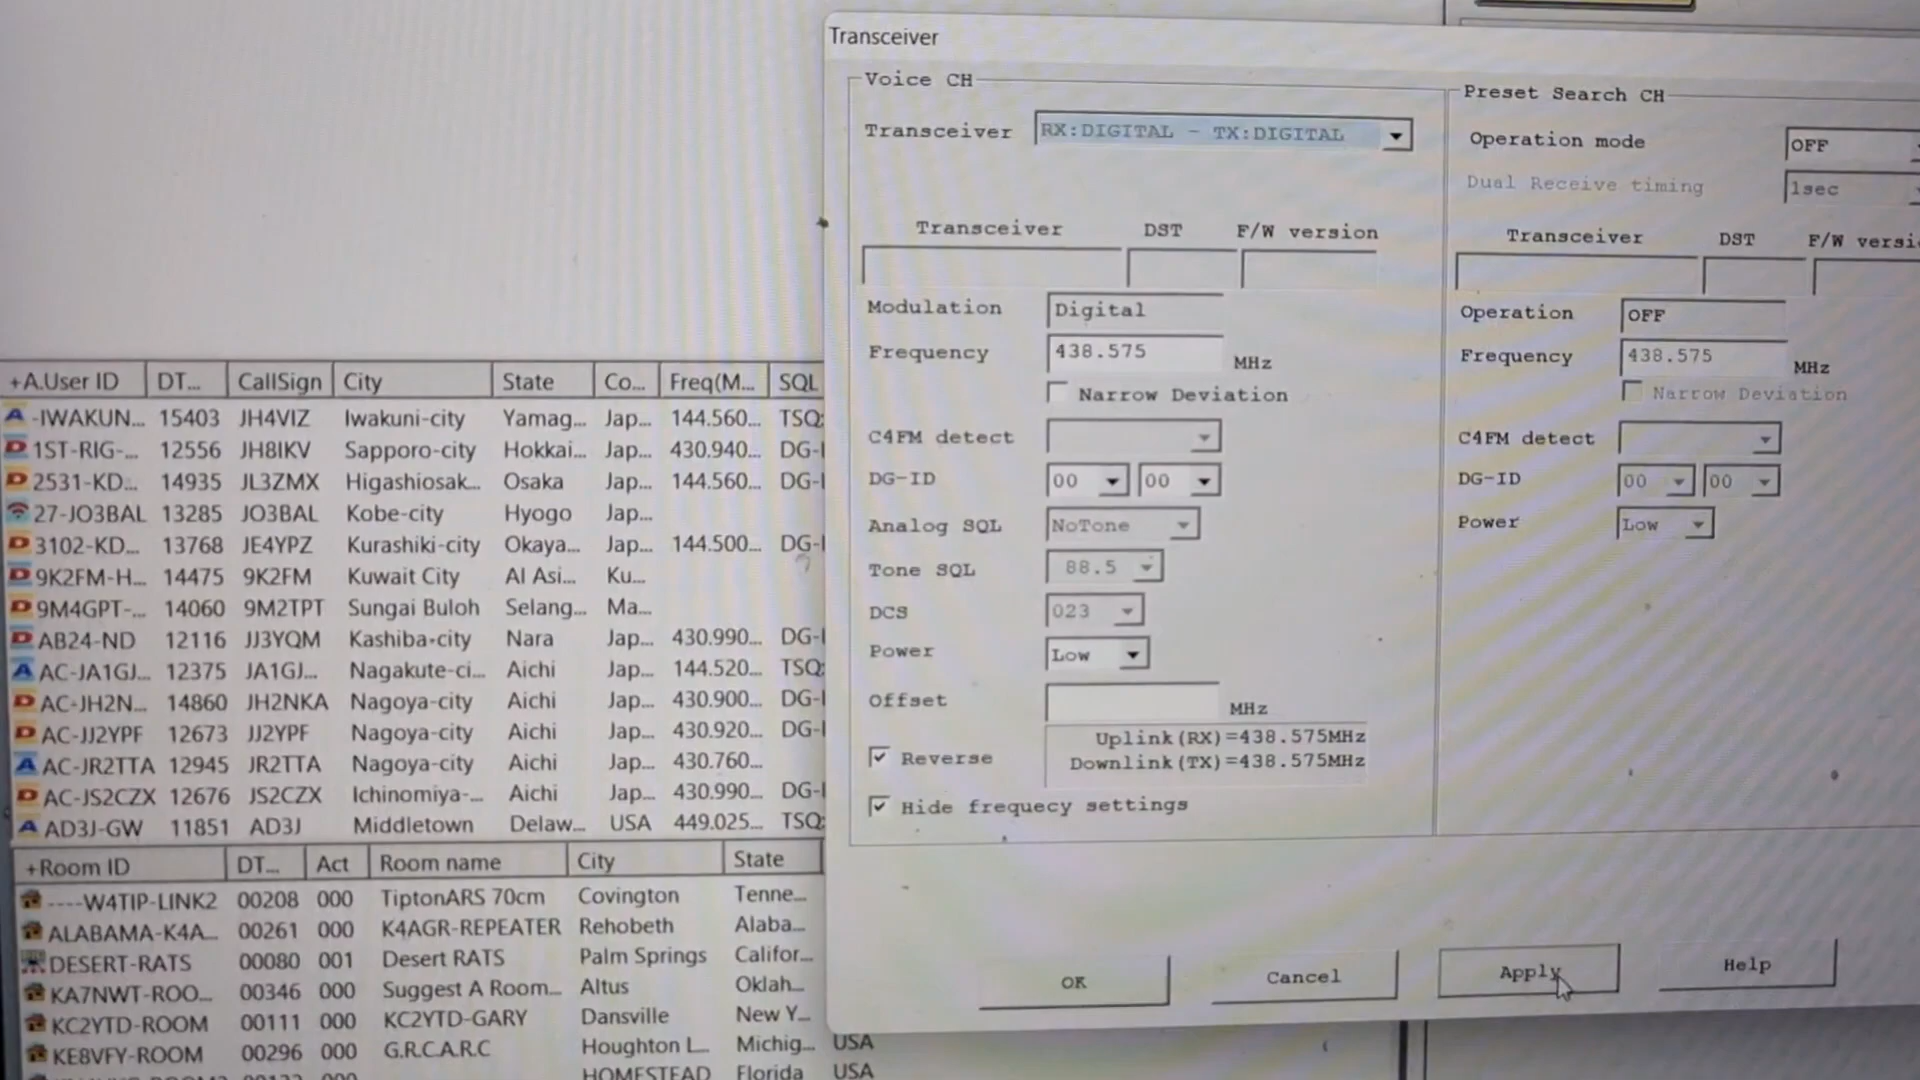 Transceiver
Voice CH
Transceiver RX:DIGITAL - TX:DIGITAL
Transceiver DST F/W version
Modulation Digital
Frequency 438.575 MHz
Narrow Deviation
C4FM detect
DG-ID 00 00
Analog SQL NoTone
Tone SQL 88.5
DCS 023
Power Low
Offset MHz
Uplink(RX)=438.575MHz
Reverse Downlink(TX)=438.575MHz
Hide frequecy settings
Preset Search CH
Operation mode OFF
Dual Receive timing 1sec
Transceiver DST F/W versi
Operation OFF
Frequency 438.575 MHz
Narrow Deviation
C4FM detect
DG-ID 00 00
Power Low
OK Cancel Apply Help
+A.User ID DT... CallSign City State Co... Freq(M... SQL
A -IWAKUN... 15403 JH4VIZ Iwakuni-city Yamag... Jap... 144.560... TSQ:
D 1ST-RIG-... 12556 JH8IKV Sapporo-city Hokkai... Jap... 430.940... DG-I
D 2531-KD... 14935 JL3ZMX Higashiosak... Osaka Jap... 144.560... DG-I
27-JO3BAL 13285 JO3BAL Kobe-city Hyogo Jap...
D 3102-KD... 13768 JE4YPZ Kurashiki-city Okaya... Jap... 144.500... DG-I
D 9K2FM-H... 14475 9K2FM Kuwait City Al Asi... Ku...
D 9M4GPT-... 14060 9M2TPT Sungai Buloh Selang... Ma...
D AB24-ND 12116 JJ3YQM Kashiba-city Nara Jap... 430.990... DG-I
A AC-JA1GJ... 12375 JA1GJ... Nagakute-ci... Aichi Jap... 144.520... TSQ:
D AC-JH2N... 14860 JH2NKA Nagoya-city Aichi Jap... 430.900... DG-I
D AC-JJ2YPF 12673 JJ2YPF Nagoya-city Aichi Jap... 430.920... DG-I
A AC-JR2TTA 12945 JR2TTA Nagoya-city Aichi Jap... 430.760...
D AC-JS2CZX 12676 JS2CZX Ichinomiya-... Aichi Jap... 430.990... DG-I
A AD3J-GW 11851 AD3J Middletown Delaw... USA 449.025... TSQ:
+Room ID DT... Act Room name City State
----W4TIP-LINK2 00208 000 TiptonARS 70cm Covington Tenne...
ALABAMA-K4A... 00261 000 K4AGR-REPEATER Rehobeth Alaba...
DESERT-RATS 00080 001 Desert RATS Palm Springs Califor...
KA7NWT-ROO... 00346 000 Suggest A Room... Altus Oklah...
KC2YTD-ROOM 00111 000 KC2YTD-GARY Dansville New Y...
KE8VFY-ROOM 00296 000 G.R.C.A.R.C Houghton L... Michig... USA
HOMESTEAD Florida USA